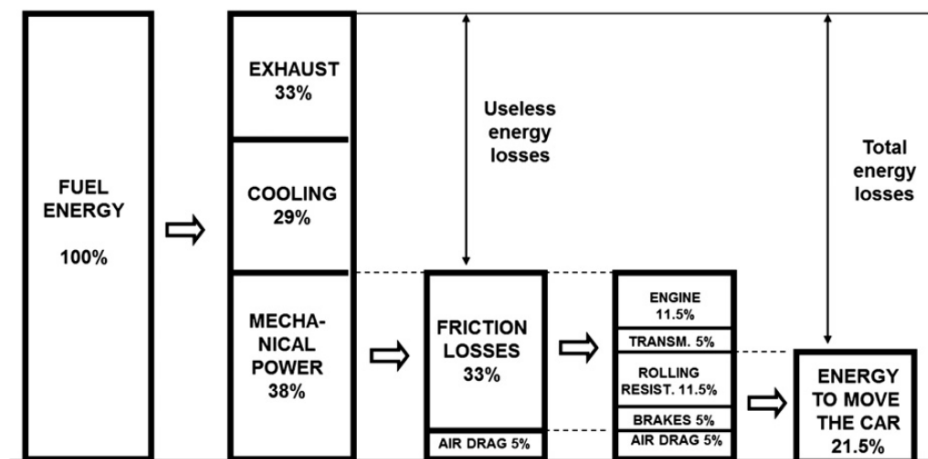 FUEL
ENERGY
100%
EXHAUST
33%
COOLING
29%
MECHA-
NICAL
POWER
38%
Useless
energy
losses
FRICTION
LOSSES
33%
AIR DRAG 5%
ENGINE
11.5%
TRANSM. 5%
ROLLING
RESIST. 11.5%
BRAKES 5%
AIR DRAG 5%
Total
energy
losses
ENERGY
TO MOVE
THE CAR
21.5%